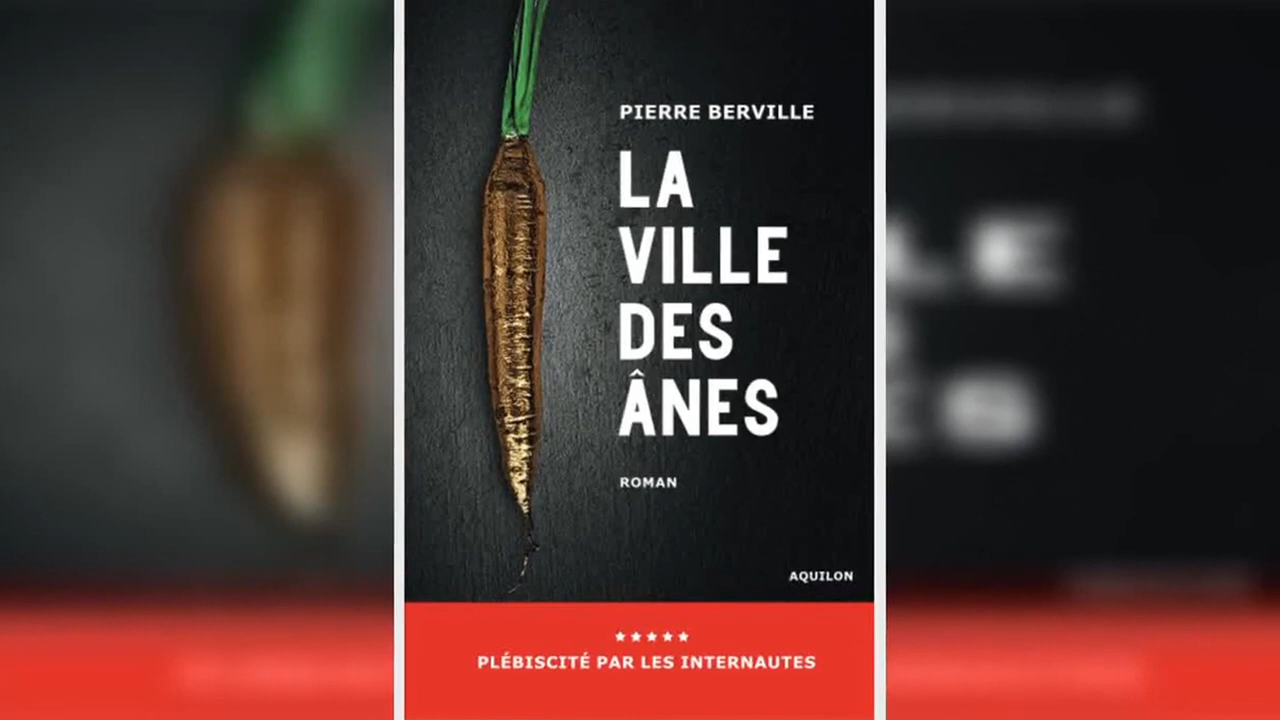 PIERRE BERVILLE
LA
VILLE
DES
ÂNES
ROMAN
AQUILON
PLÉBISCITÉ PAR LES INTERNAUTES